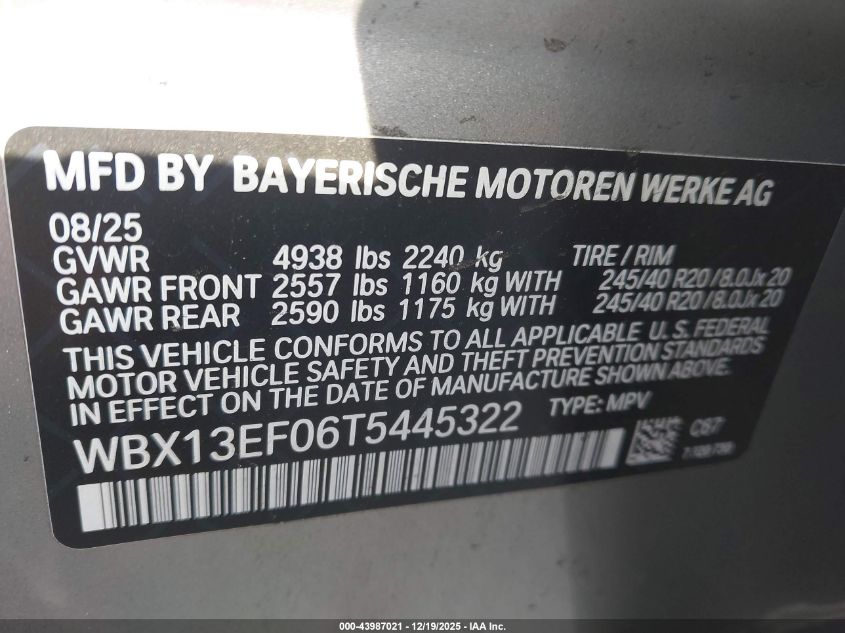 MFD BY BAYERISCHE MOTOREN WERKE AG
08/25
GVWR 4938 lbs 2240 kg TIRE / RIM
GAWR FRONT 2557 lbs 1160 kg WITH 245/40 R20 / 8.0Jx20
GAWR REAR 2590 lbs 1175 kg WITH 245/40 R20 / 8.0Jx20
THIS VEHICLE CONFORMS TO ALL APPLICABLE U.S. FEDERAL
MOTOR VEHICLE SAFETY AND THEFT PREVENTION STANDARDS
IN EFFECT ON THE DATE OF MANUFACTURE SHOWN ABOVE.
WBX13EF06T5445322 TYPE: MPV
000-43987021 | 12/19/2025 - IAA Inc.